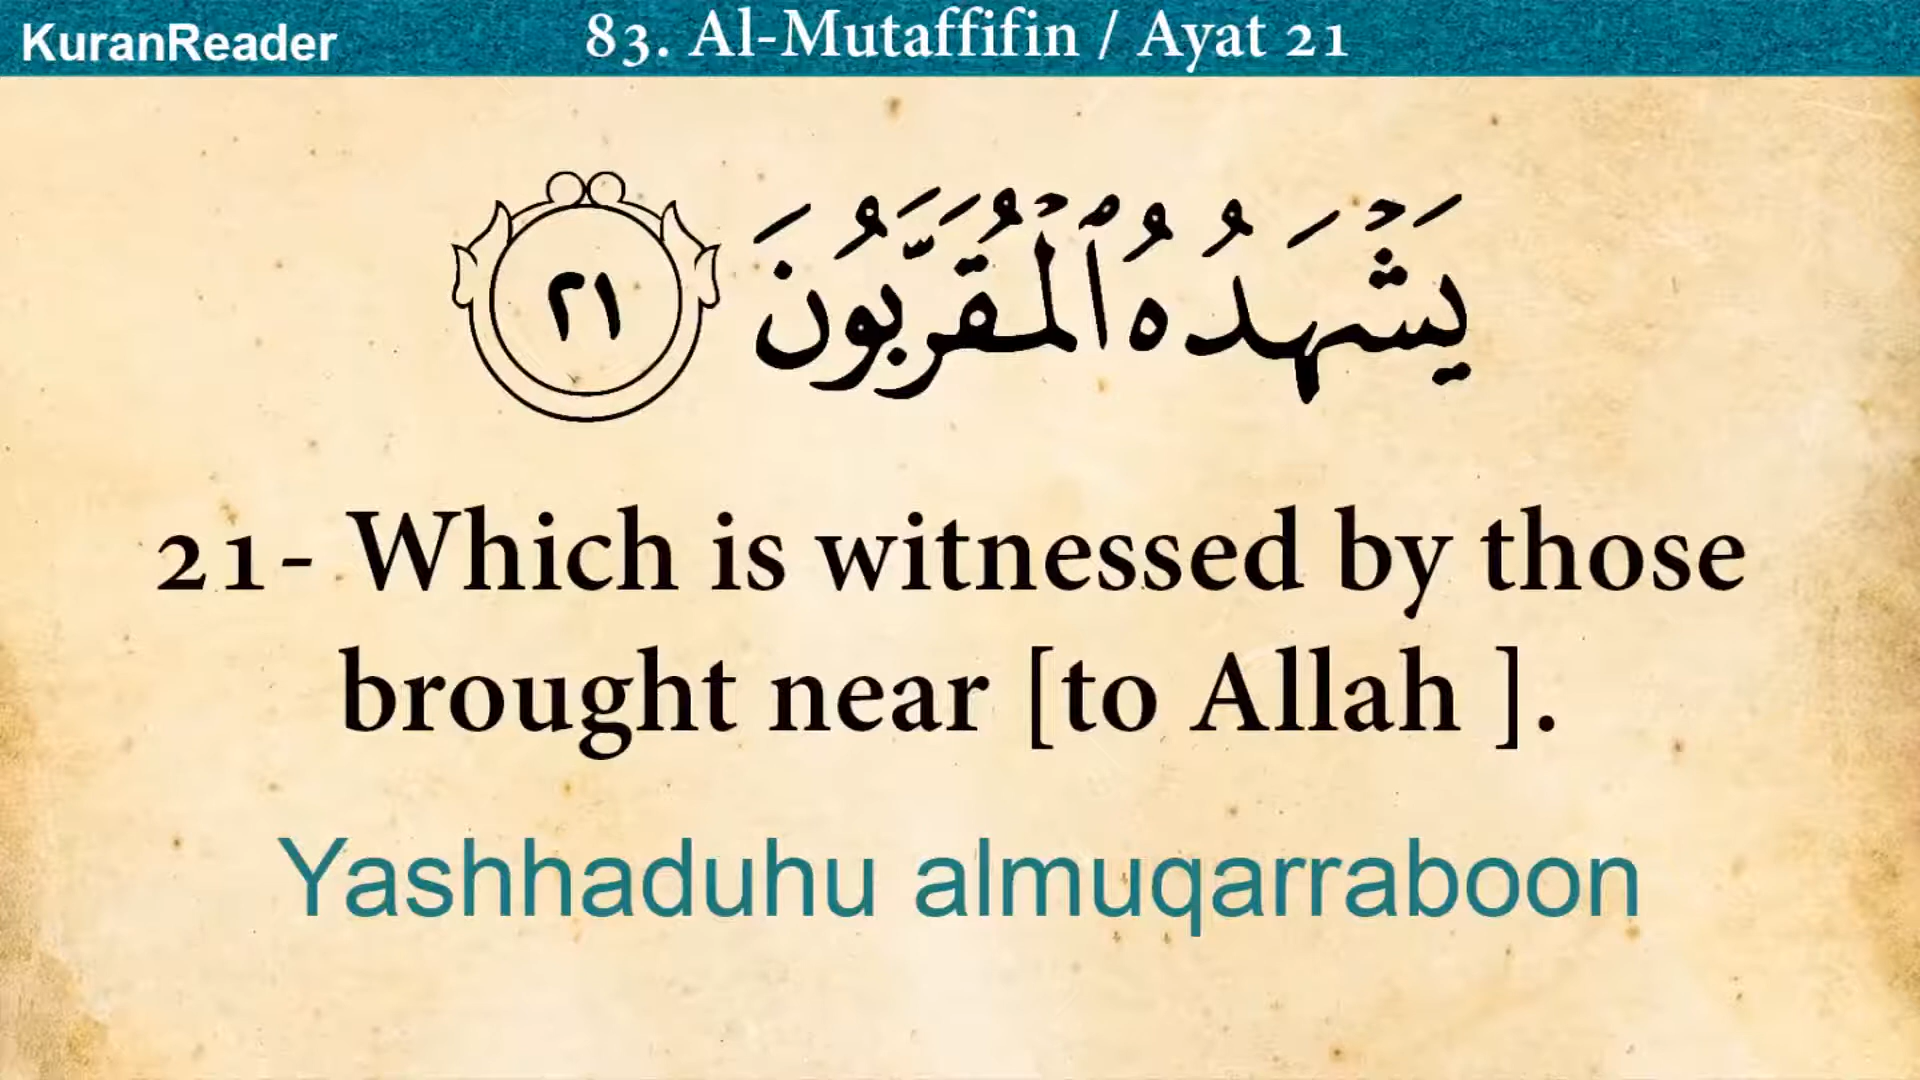 KuranReader
83. Al-Mutaffifin / Ayat 21
يَشْهَدُهُ ٱلْمُقَرَّبُونَ ٢١
21- Which is witnessed by those
brought near [to Allah ].
Yashhaduhu almuqarraboon